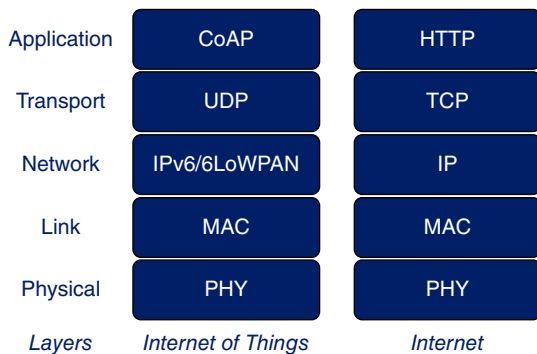 Application CoAP HTTP
Transport UDP TCP
Network IPv6/6LoWPAN IP
Link MAC MAC
Physical PHY PHY
Layers Internet of Things Internet